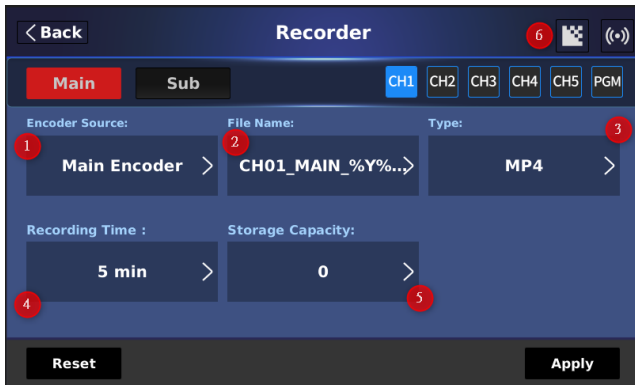 Back Recorder 6
Main Sub CH1 CH2 CH3 CH4 CH5 PGM
Encoder Source: File Name: Type:
1 2 3
Main Encoder CH01_MAIN_%Y%.. MP4
Recording Time : Storage Capacity:
5 min 0
4 5
Reset Apply